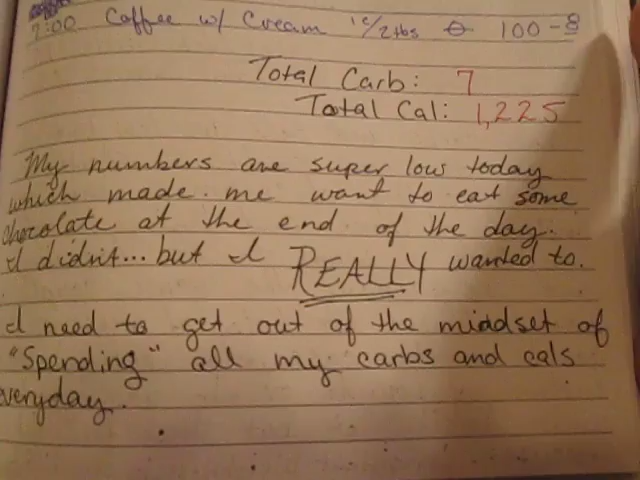 7:00 Coffee w/ Cream 1c/2tbs ⊖ 100 - 8
Total Carb: 7
Total Cal: 1,225
My numbers are super low today
which made me want to eat some
chocolate at the end of the day.
I didn't... but I REALLY wanted to.
I need to get out of the mindset of
"Spending" all my carbs and cals
everyday.